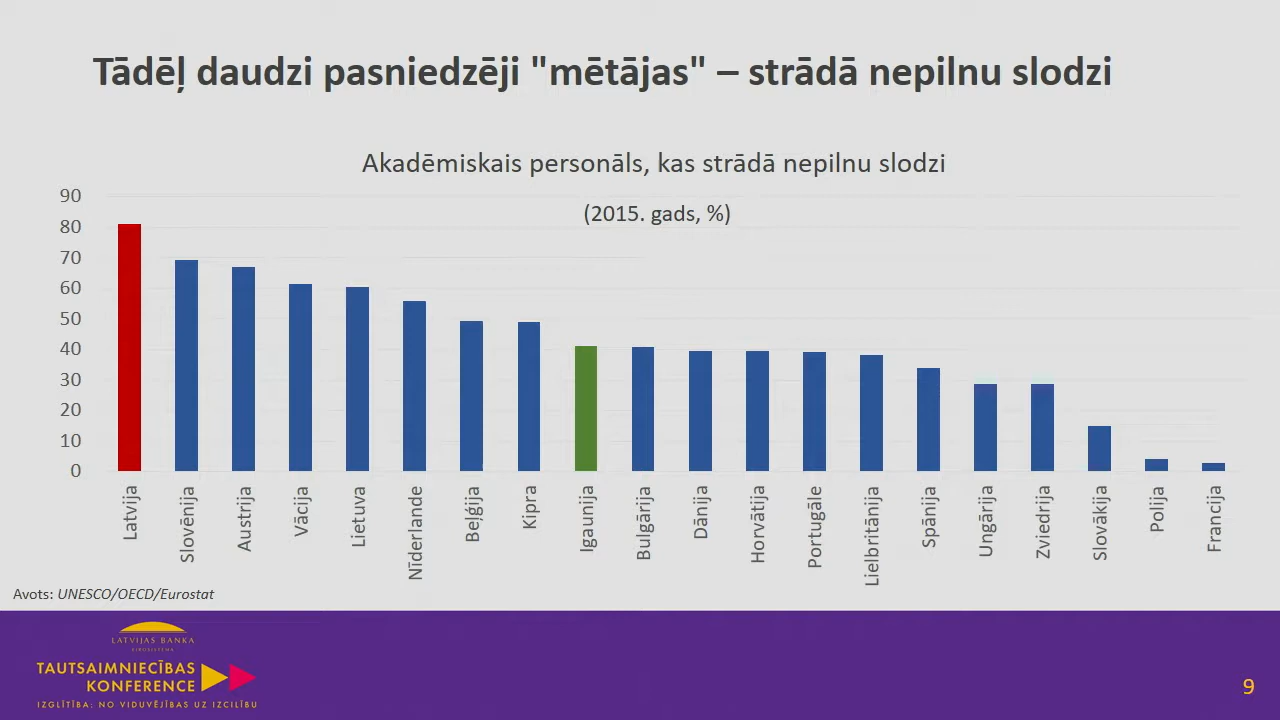 Tādēļ daudzi pasniedzēji "mētājas" – strādā nepilnu slodzi
Akadēmiskais personāls, kas strādā nepilnu slodzi
(2015. gads, %)
90
80
70
60
50
40
30
20
10
0
Latvija
Slovēnija
Austrija
Vācija
Lietuva
Nīderlande
Beļģija
Kipra
Igaunija
Bulgārija
Dānija
Horvātija
Portugāle
Lielbritānija
Spānija
Ungārija
Zviedrija
Slovākija
Polija
Francija
Avots: UNESCO/OECD/Eurostat
LATVIJAS BANKA
EIROSISTĒMA
TAUTSAIMNIECĪBAS
KONFERENCE
IZGLĪTĪBA: NO VIDUVĒJĪBAS UZ IZCILĪBU
9